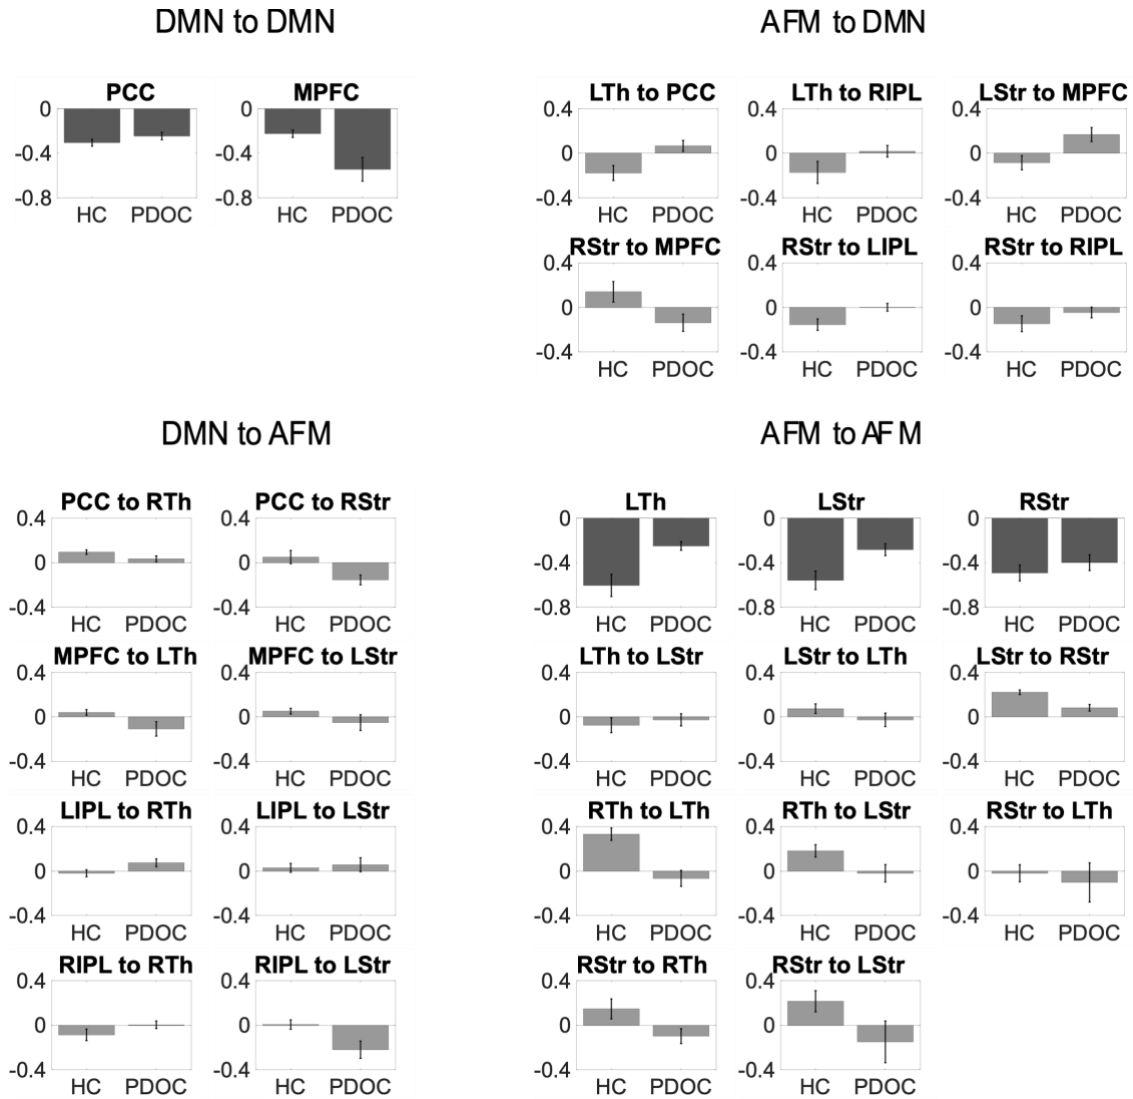 DMN to DMN
PCC
0
-0.4
-0.8
HC PDOC
MPFC
0
-0.4
-0.8
HC PDOC
AFM to DMN
LTh to PCC
0.4
0
-0.4
HC PDOC
LTh to RIPL
0.4
0
-0.4
HC PDOC
LStr to MPFC
0.4
0
-0.4
HC PDOC
RStr to MPFC
0.4
0
-0.4
HC PDOC
RStr to LIPL
0.4
0
-0.4
HC PDOC
RStr to RIPL
0.4
0
-0.4
HC PDOC
DMN to AFM
PCC to RTh
0.4
0
-0.4
HC PDOC
PCC to RStr
0.4
0
-0.4
HC PDOC
MPFC to LTh
0.4
0
-0.4
HC PDOC
MPFC to LStr
0.4
0
-0.4
HC PDOC
LIPL to RTh
0.4
0
-0.4
HC PDOC
LIPL to LStr
0.4
0
-0.4
HC PDOC
RIPL to RTh
0.4
0
-0.4
HC PDOC
RIPL to LStr
0.4
0
-0.4
HC PDOC
AFM to AFM
LTh
0
-0.4
-0.8
HC PDOC
LStr
0
-0.4
-0.8
HC PDOC
RStr
0
-0.4
-0.8
HC PDOC
LTh to LStr
0.4
0
-0.4
HC PDOC
LStr to LTh
0.4
0
-0.4
HC PDOC
LStr to RStr
0.4
0
-0.4
HC PDOC
RTh to LTh
0.4
0
-0.4
HC PDOC
RTh to LStr
0.4
0
-0.4
HC PDOC
RStr to LTh
0.4
0
-0.4
HC PDOC
RStr to RTh
0.4
0
-0.4
HC PDOC
RStr to LStr
0.4
0
-0.4
HC PDOC